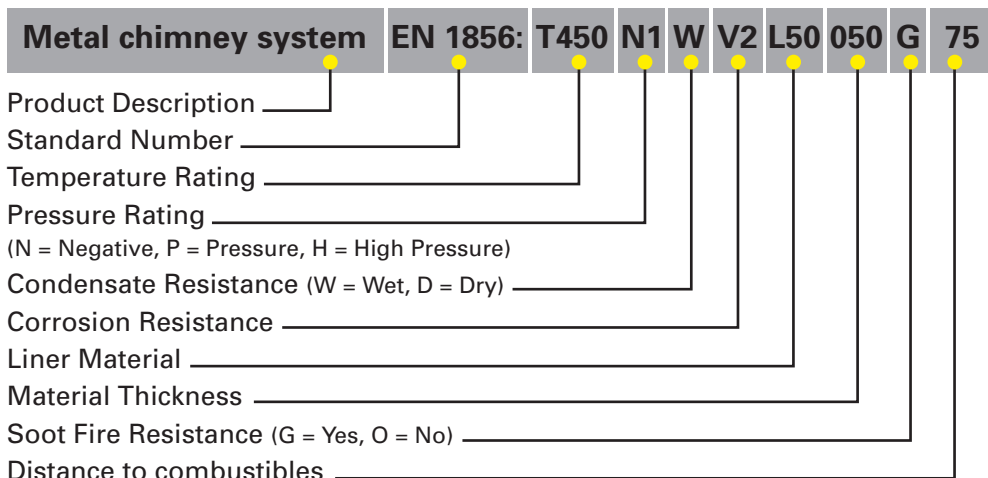 Metal chimney system EN 1856: T450 N1 W V2 L50 050 G 75
Product Description
Standard Number
Temperature Rating
Pressure Rating
(N = Negative, P = Pressure, H = High Pressure)
Condensate Resistance (W = Wet, D = Dry)
Corrosion Resistance
Liner Material
Material Thickness
Soot Fire Resistance (G = Yes, O = No)
Distance to combustibles